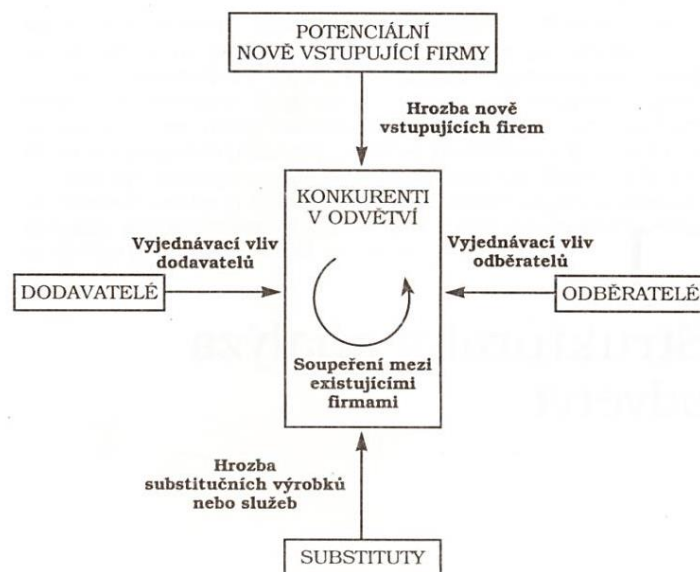 POTENCIÁLNÍ
NOVĚ VSTUPUJÍCÍ FIRMY
Hrozba nově
vstupujících firem
KONKURENTI
V ODVĚTVÍ
Vyjednávací vliv
dodavatelů
Vyjednávací vliv
odběratelů
DODAVATELÉ
ODBĚRATELÉ
Soupeření mezi
existujícími
firmami
Hrozba
substitučních výrobků
nebo služeb
SUBSTITUTY